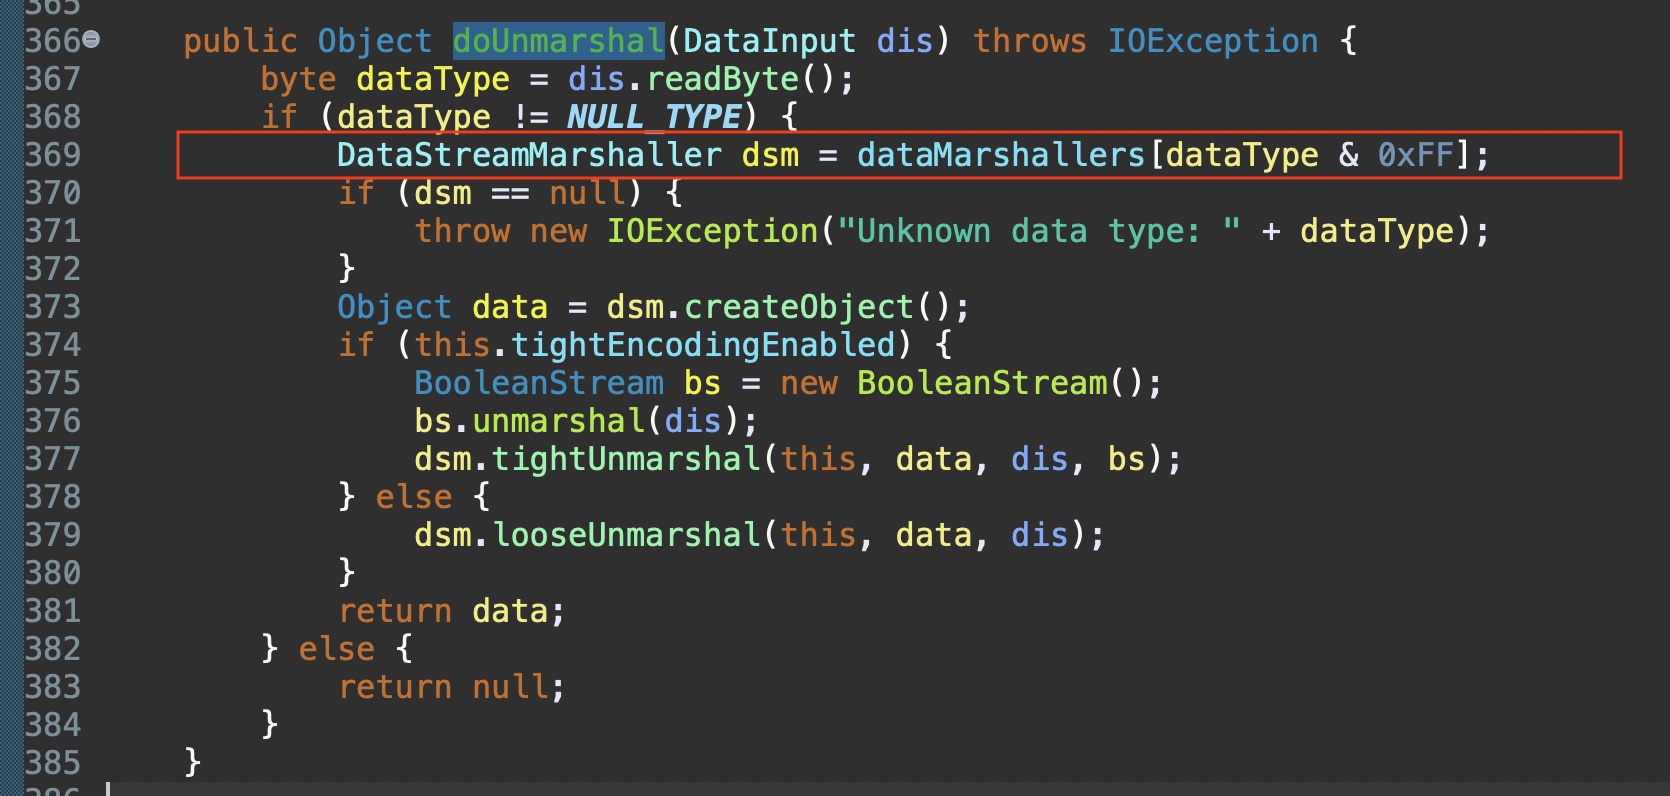 365
366 public Object doUnmarshal(DataInput dis) throws IOException {
367 byte dataType = dis.readByte();
368 if (dataType != NULL_TYPE) {
369 DataStreamMarshaller dsm = dataMarshallers[dataType & 0xFF];
370 if (dsm == null) {
371 throw new IOException("Unknown data type: " + dataType);
372 }
373 Object data = dsm.createObject();
374 if (this.tightEncodingEnabled) {
375 BooleanStream bs = new BooleanStream();
376 bs.unmarshal(dis);
377 dsm.tightUnmarshal(this, data, dis, bs);
378 } else {
379 dsm.looseUnmarshal(this, data, dis);
380 }
381 return data;
382 } else {
383 return null;
384 }
385 }
386